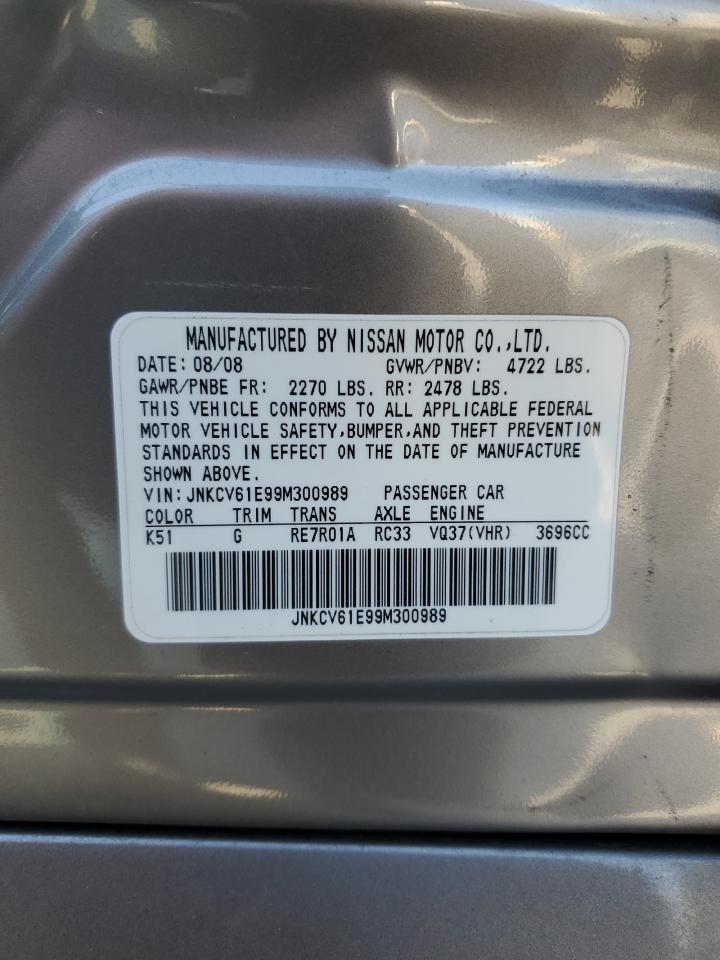 MANUFACTURED BY NISSAN MOTOR CO.,LTD.
DATE: 08/08 GVWR/PNBV: 4722 LBS.
GAWR/PNBE FR: 2270 LBS. RR: 2478 LBS.
THIS VEHICLE CONFORMS TO ALL APPLICABLE FEDERAL
MOTOR VEHICLE SAFETY,BUMPER,AND THEFT PREVENTION
STANDARDS IN EFFECT ON THE DATE OF MANUFACTURE
SHOWN ABOVE.
VIN:JNKCV61E99M300989 PASSENGER CAR
COLOR TRIM TRANS AXLE ENGINE
K51 G RE7R01A RC33 VQ37(VHR) 3696CC
JNKCV61E99M300989